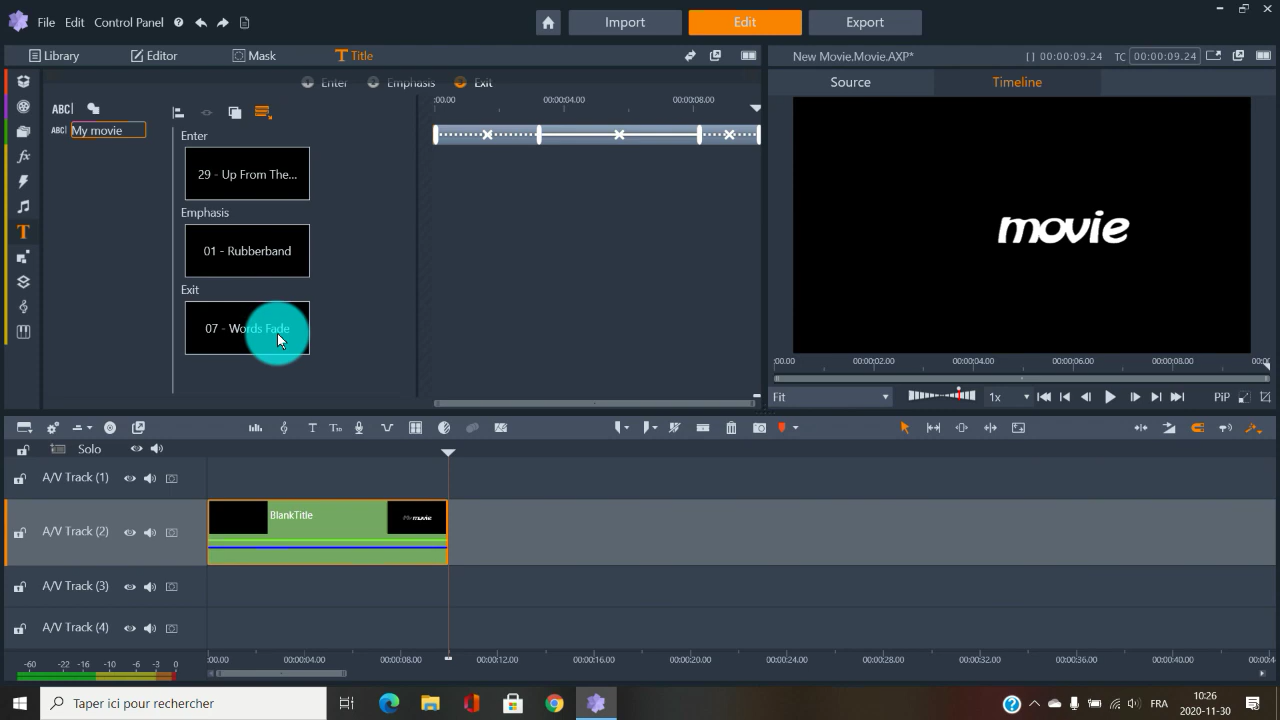 File Edit Control Panel
Import Edit Export
Library Editor Mask Title
New Movie.Movie.AXP*
[ ] 00:00:09.24 TC 00:00:09.24
Source Timeline
Enter Emphasis Exit
ABC
ABC My movie
:00.00 00:00:04.00 00:00:08.00
Enter
29 - Up From The...
Emphasis
01 - Rubberband
Exit
07 - Words Fade
movie
:00.00 00:00:02.00 00:00:04.00 00:00:06.00 00:00:08.00
Fit 1x PiP
Solo
A/V Track (1)
A/V Track (2)
BlankTitle
movie
A/V Track (3)
A/V Track (4)
-60 -22 -16 -10 -6 -3 0
:00.00 00:00:04.00 00:00:08.00 00:00:12.00 00:00:16.00 00:00:20.00 00:00:24.00 00:00:28.00 00:00:32.00 00:00:36.00 00:00:40.00
Taper ici pour rechercher
FRA
10:26
2020-11-30